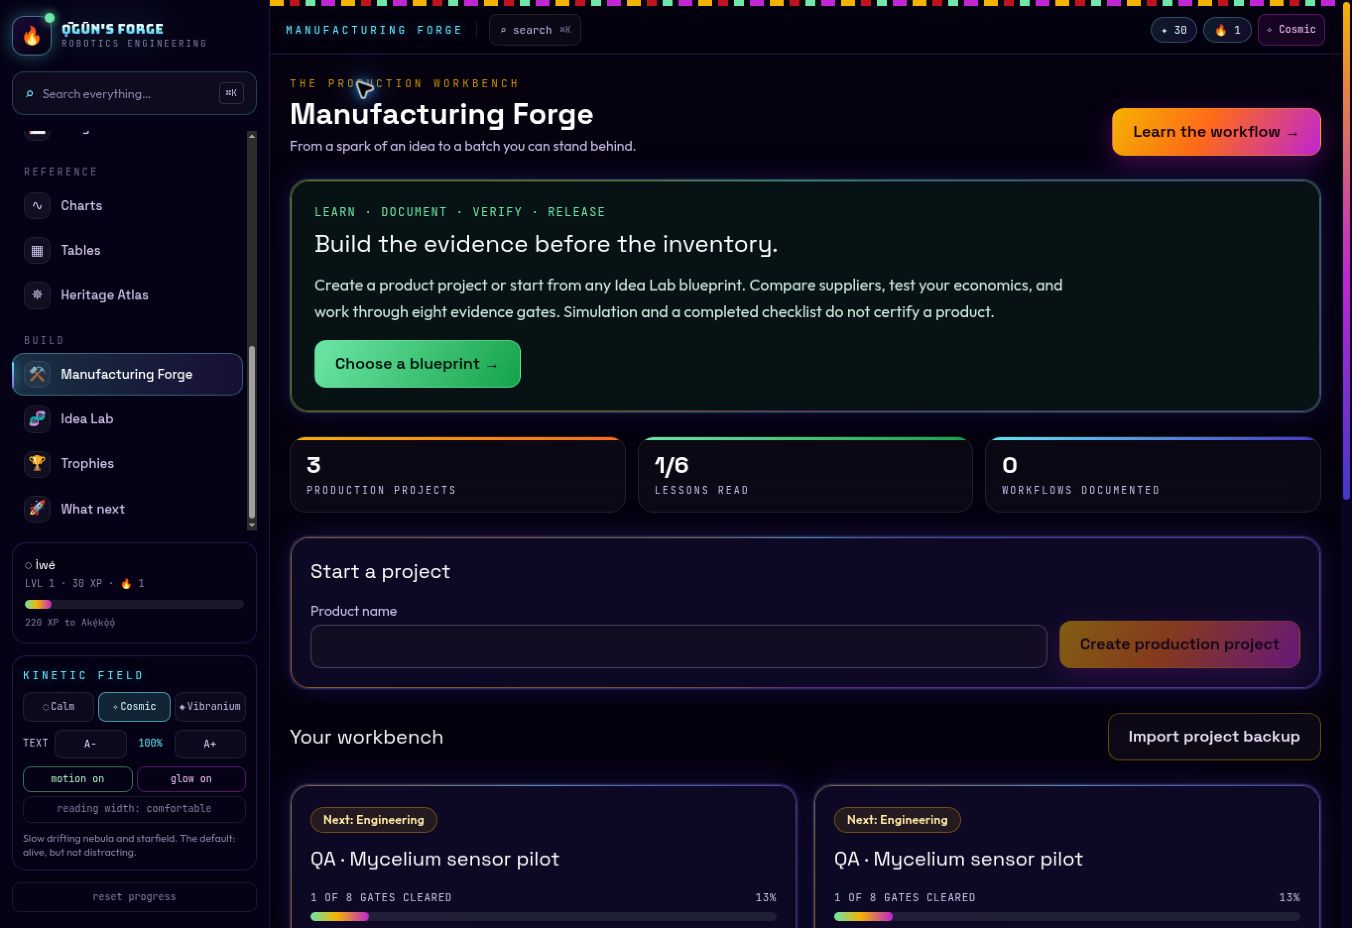 ỌGÚN'S FORGE
ROBOTICS ENGINEERING
Search everything...
⌘K
REFERENCE
Charts
Tables
Heritage Atlas
BUILD
Manufacturing Forge
Idea Lab
Trophies
What next
Ìwé
LVL 1 · 30 XP · 🔥 1
220 XP to Akẹ́kọ̀ọ́
KINETIC FIELD
Calm
Cosmic
Vibranium
TEXT
A-
100%
A+
motion on
glow on
reading width: comfortable
Slow drifting nebula and starfield. The default:
alive, but not distracting.
reset progress
MANUFACTURING FORGE
search ⌘K
30
🔥 1
Cosmic
THE PRODUCTION WORKBENCH
Manufacturing Forge
From a spark of an idea to a batch you can stand behind.
Learn the workflow →
LEARN · DOCUMENT · VERIFY · RELEASE
Build the evidence before the inventory.
Create a product project or start from any Idea Lab blueprint. Compare suppliers, test your economics, and
work through eight evidence gates. Simulation and a completed checklist do not certify a product.
Choose a blueprint →
3
PRODUCTION PROJECTS
1/6
LESSONS READ
0
WORKFLOWS DOCUMENTED
Start a project
Product name
Create production project
Your workbench
Import project backup
Next: Engineering
QA · Mycelium sensor pilot
1 OF 8 GATES CLEARED
13%
Next: Engineering
QA · Mycelium sensor pilot
1 OF 8 GATES CLEARED
13%